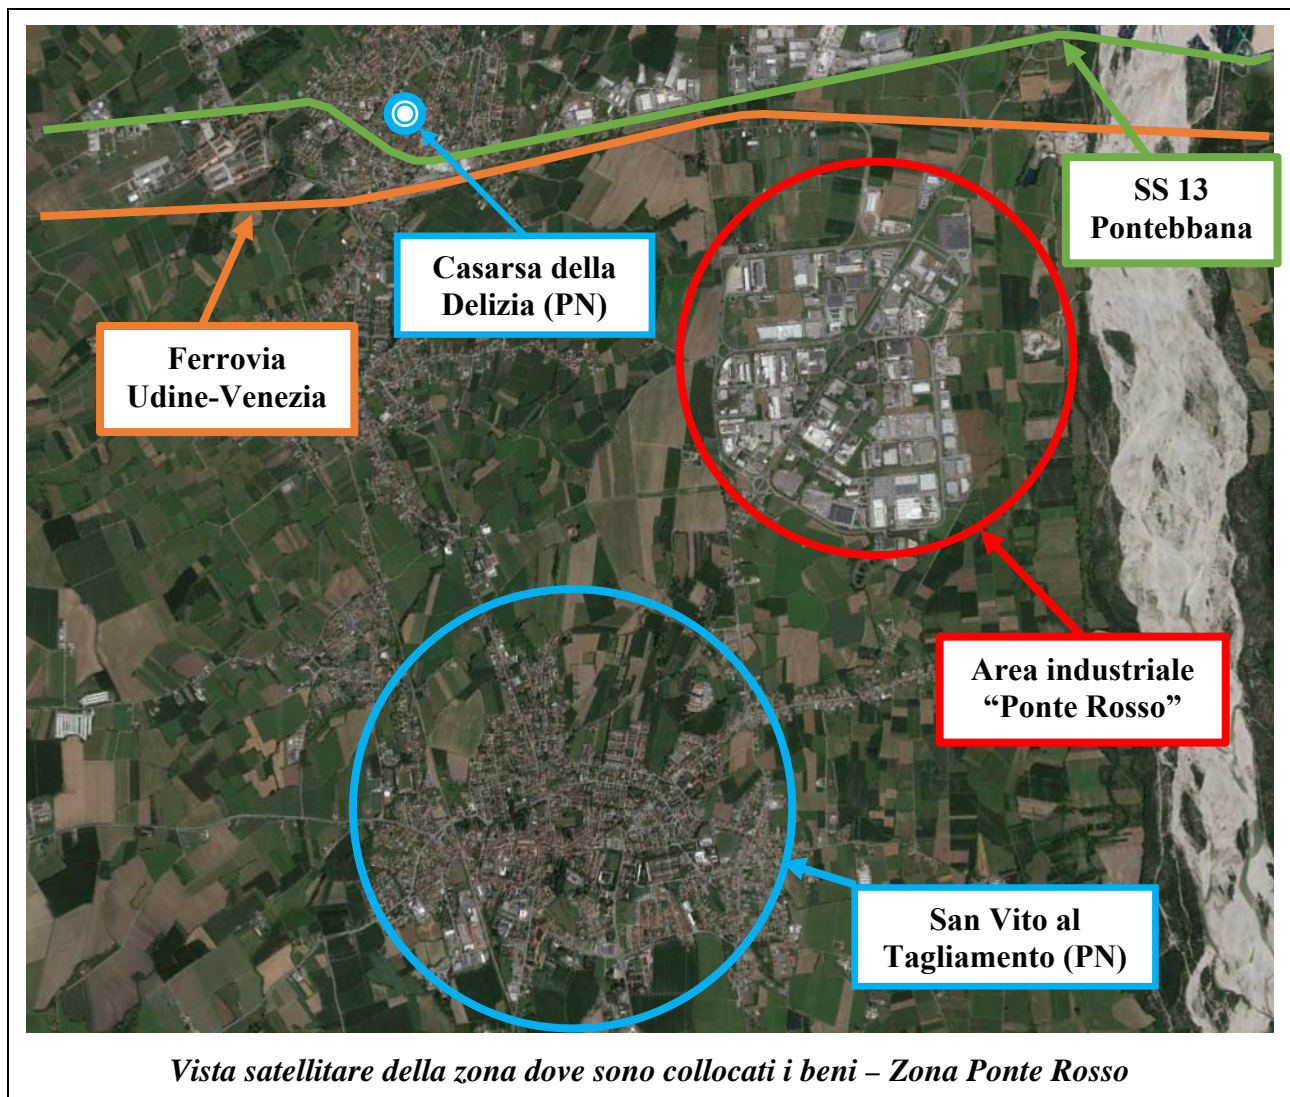 SS 13
Pontebbana
Casarsa della
Delizia (PN)
Ferrovia
Udine-Venezia
Area industriale
“Ponte Rosso”
San Vito al
Tagliamento (PN)
Vista satellitare della zona dove sono collocati i beni – Zona Ponte Rosso